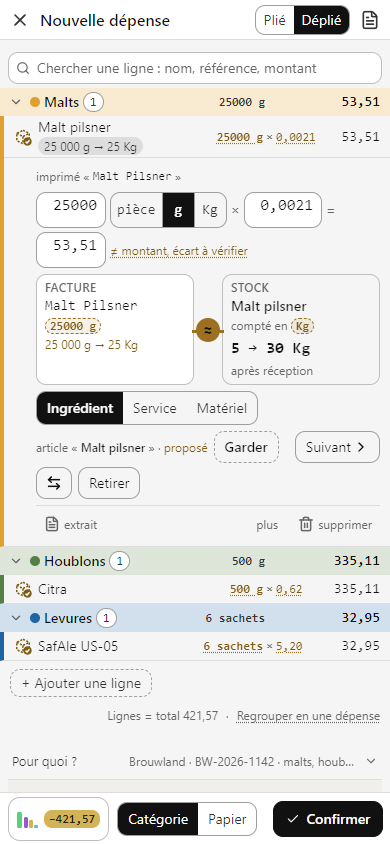 Nouvelle dépense
Plié
Déplié
Chercher une ligne : nom, référence, montant
Malts 1 25000 g 53,51
Malt pilsner
25 000 g → 25 Kg
25000 g × 0,0021 53,51
imprimé « Malt Pilsner »
25000 pièce g Kg × 0,0021 =
53,51 ≠ montant, écart à vérifier
FACTURE
Malt Pilsner
25000 g
25 000 g → 25 Kg
≈
STOCK
Malt pilsner
compté en Kg
5 → 30 Kg
après réception
Ingrédient Service Matériel
article « Malt pilsner » · proposé Garder Suivant
Retirer
extrait plus supprimer
Houblons 1 500 g 335,11
Citra 500 g × 0,62 335,11
Levures 1 6 sachets 32,95
SafAle US-05 6 sachets × 5,20 32,95
+ Ajouter une ligne
Lignes = total 421,57 · Regrouper en une dépense
Pour quoi ? Brouwland · BW-2026-1142 · malts, houb...
−421,57
Catégorie Papier
Confirmer